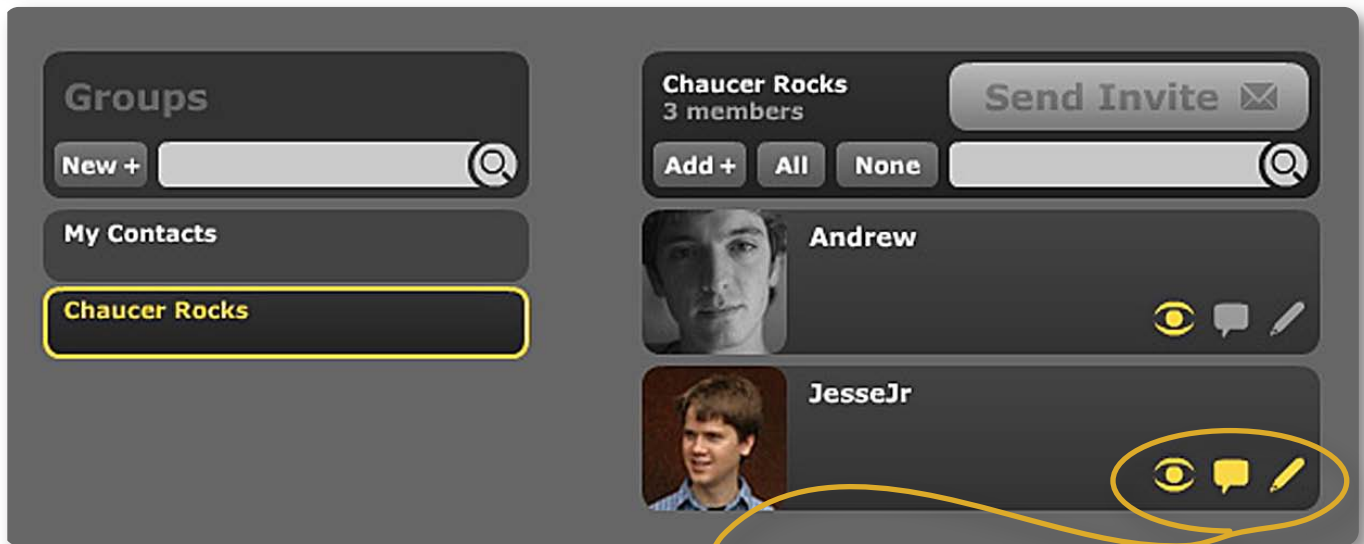 Groups
New +
My Contacts
Chaucer Rocks
Chaucer Rocks
3 members
Send Invite
Add + All None
Andrew
JesseJr